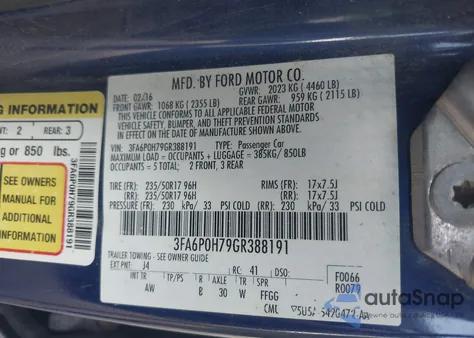 MFD. BY FORD MOTOR CO.
DATE: 02/16 GVWR: 2023 KG ( 4460 LB)
FRONT GAWR: 1068 KG ( 2355 LB) REAR GAWR: 959 KG ( 2115 LB)
THIS VEHICLE CONFORMS TO ALL APPLICABLE FEDERAL MOTOR
VEHICLE SAFETY, BUMPER, AND THEFT PREVENTION STANDARDS
IN EFFECT ON THE DATE OF MANUFACTURE SHOWN ABOVE.
VIN: 3FA6P0H79GR388191 TYPE: Passenger Car
MAXIMUM LOAD = OCCUPANTS + LUGGAGE = 385KG/850LB
OCCUPANTS = 5 TOTAL: 2 FRONT, 3 REAR
TIRE (FR): 235/50R17 96H RIMS (FR): 17x7.5J
TIRE (RR): 235/50R17 96H RIMS (RR): 17x7.5J
PRESSURE (FR): 230 kPa/ 33 PSI COLD (RR): 230 kPa/33 PSI COLD
3FA6P0H79GR388191
TRAILER TOWING - SEE OWNER GUIDE
EXT PNT: J4 RC: 41 DSO: F0066
R0079
INT TR TP/PS R AXLE TR SPR
AW B 30 W FFGG
CML
INFORMATION
2 REAR: 3
or 850 lbs.
SEE OWNERS
MANUAL FOR
3FA6P0H79GR388191
autoSnap